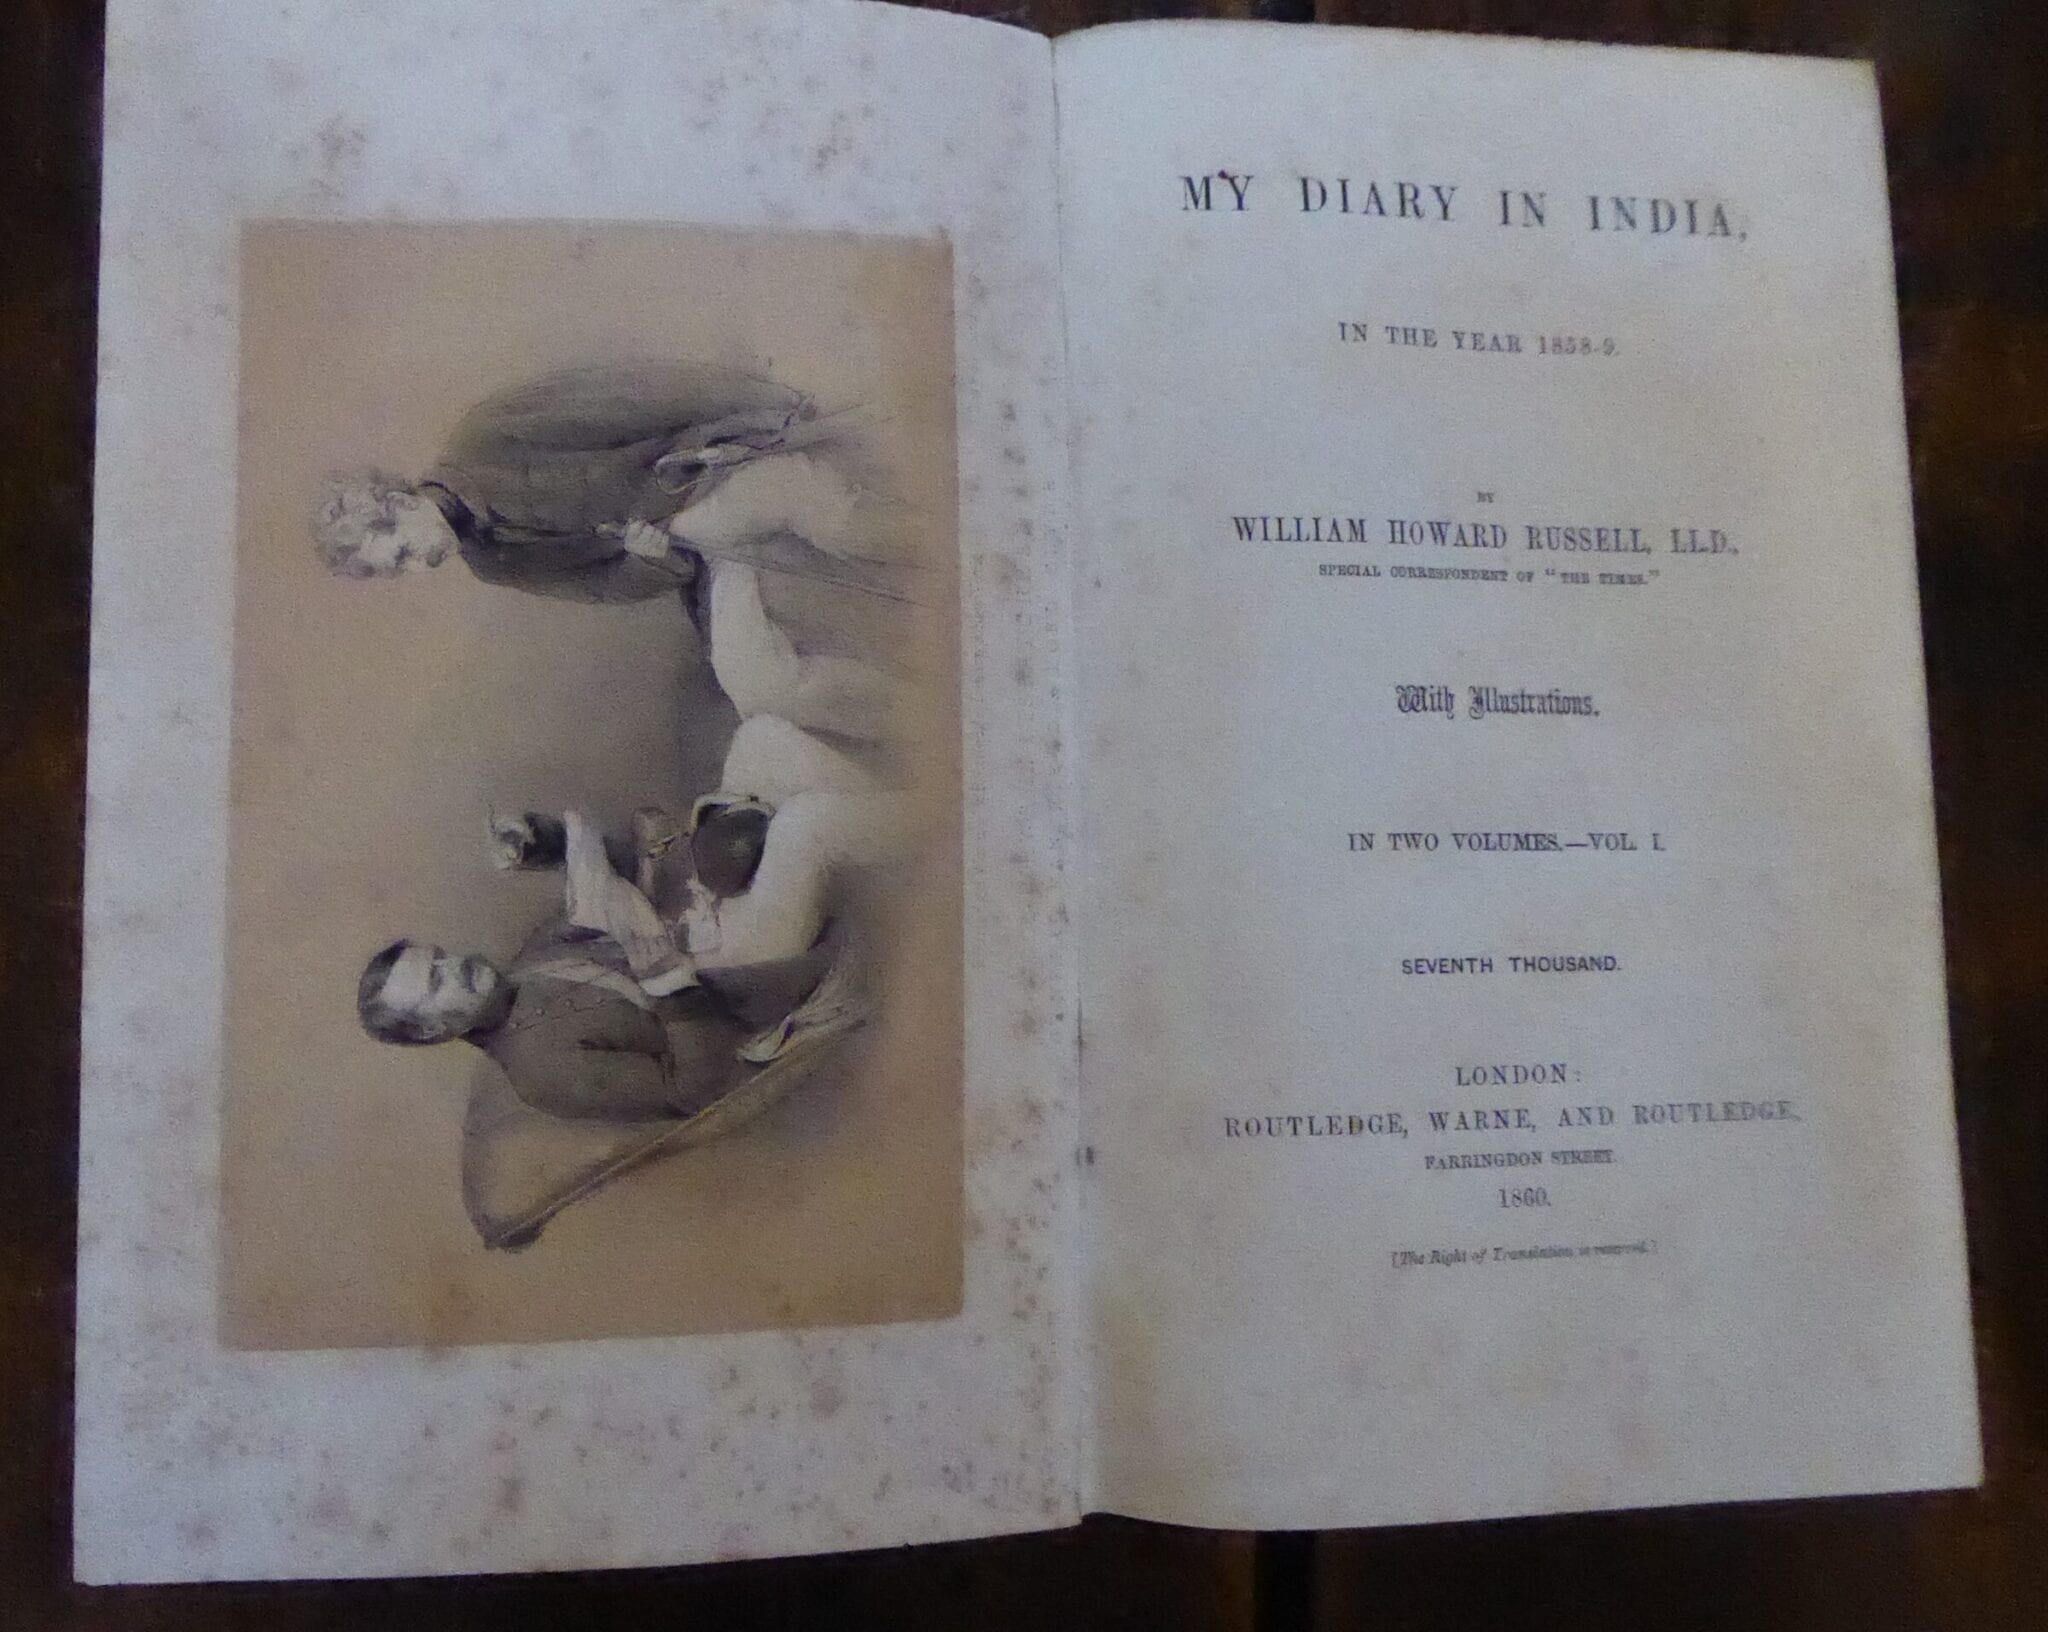 MY DIARY IN INDIA,
IN THE YEAR 1858-9.
BY
WILLIAM HOWARD RUSSELL, LL.D.,
SPECIAL CORRESPONDENT OF "THE TIMES."
With Illustrations.
IN TWO VOLUMES.—VOL. I.
SEVENTH THOUSAND.
LONDON:
ROUTLEDGE, WARNE, AND ROUTLEDGE,
FARRINGDON STREET.
1860.
[The Right of Translation is reserved.]